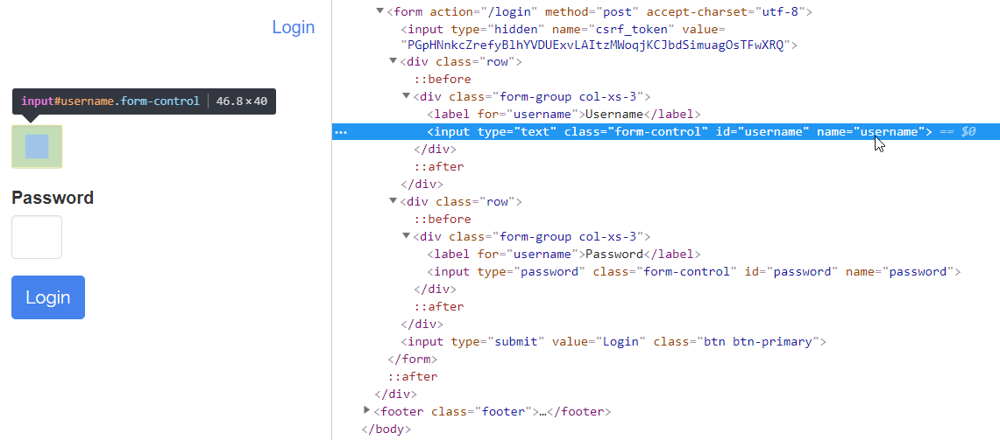 Login
input#username.form-control 46.8 × 40
Password
Login
<form action="/login" method="post" accept-charset="utf-8">
<input type="hidden" name="csrf_token" value=
"PGpHNnkcZrefyBlhYVDUExvLAItzMWoqjKCJbdSimuagOsTFwXRQ">
<div class="row">
::before
<div class="form-group col-xs-3">
<label for="username">Username</label>
<input type="text" class="form-control" id="username" name="username"> == $0
</div>
::after
</div>
<div class="row">
::before
<div class="form-group col-xs-3">
<label for="username">Password</label>
<input type="password" class="form-control" id="password" name="password">
</div>
::after
</div>
<input type="submit" value="Login" class="btn btn-primary">
</form>
::after
</div>
<footer class="footer">…</footer>
</body>